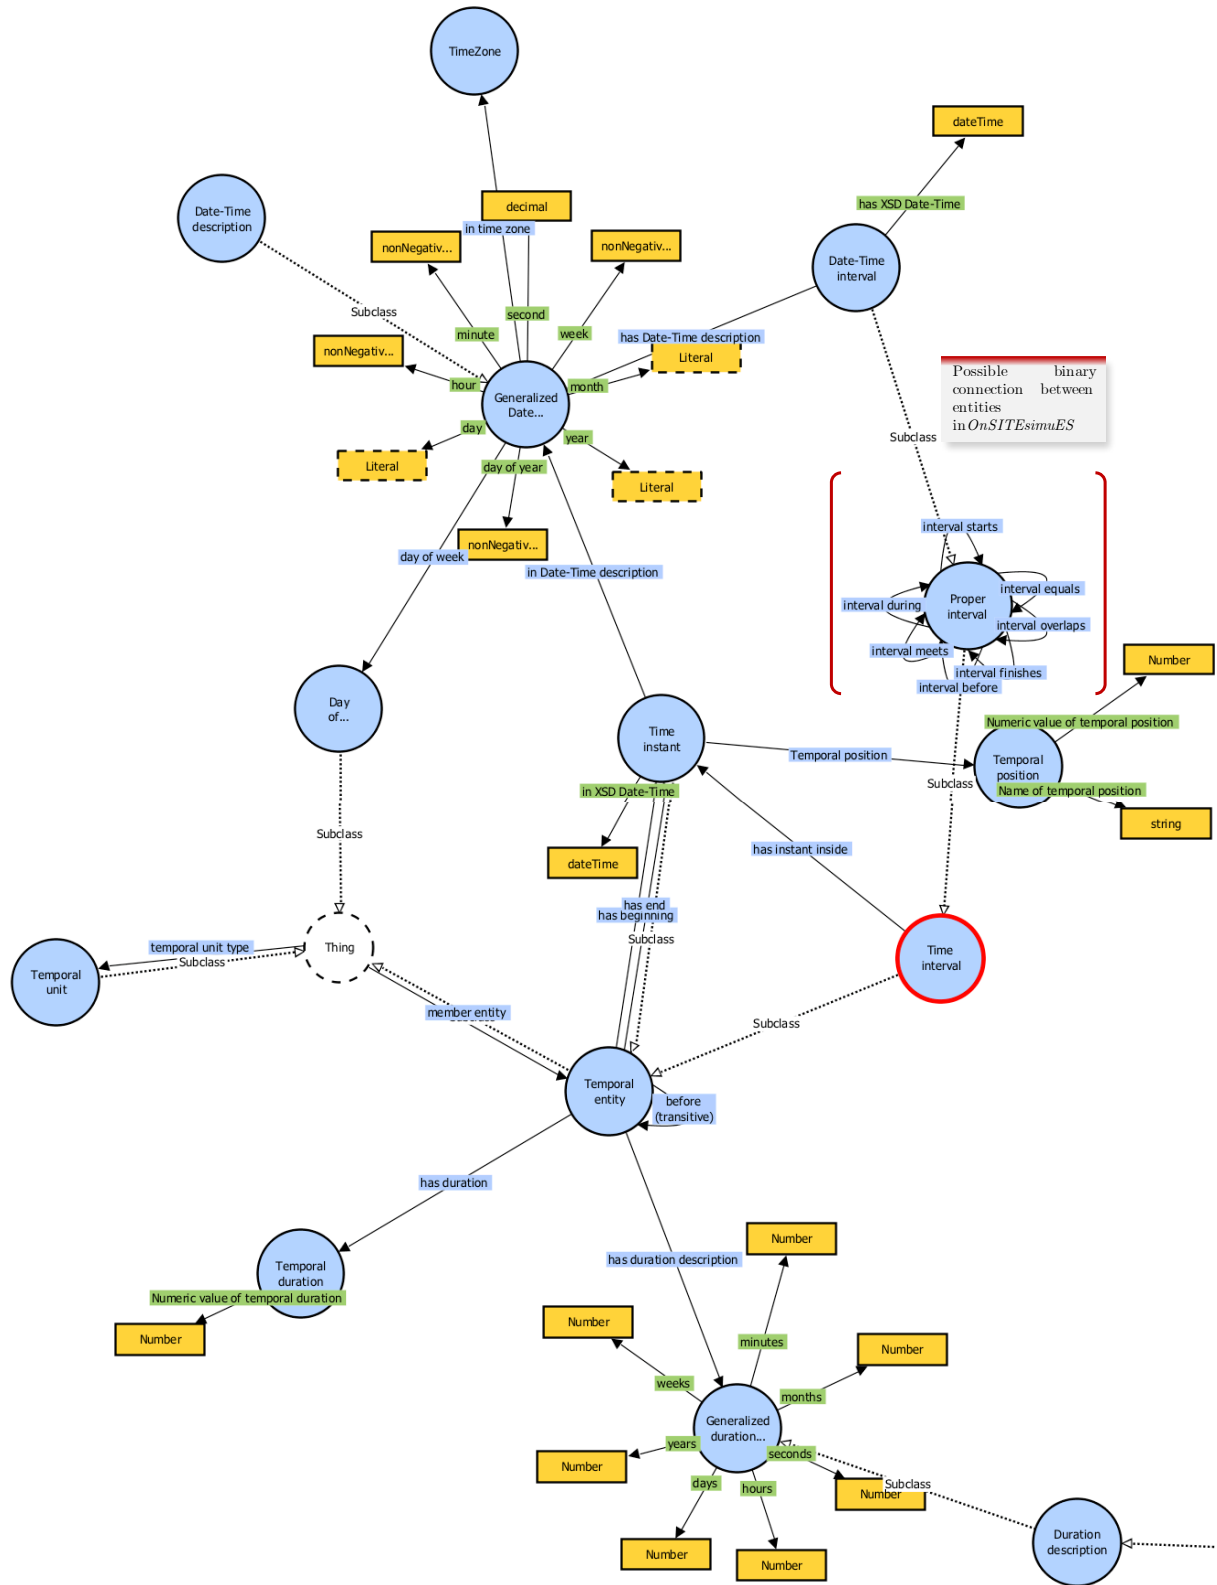 TimeZone
dateTime
decimal
has XSD Date-Time
Date-Time
description
in time zone
nonNegativ...
nonNegativ...
Date-Time
interval
Subclass
second
minute
week
has Date-Time description
nonNegativ...
Literal
hour
month
Generalized
Date...
Possible binary
connection between
entities
in OnSITEsimuES
day
year
Subclass
Literal
day of year
Literal
interval starts
nonNegativ...
day of week
in Date-Time description
interval equals
Proper
interval
interval during
interval overlaps
interval meets
interval finishes
interval before
Number
Day
of...
Time
instant
Numeric value of temporal position
Temporal position
Temporal
position
Subclass
in XSD Date-Time
Name of temporal position
string
Subclass
has instant inside
dateTime
has end
has beginning
Subclass
temporal unit type
Thing
Subclass
Time
interval
Temporal
unit
member entity
Subclass
Temporal
entity
before
(transitive)
has duration
Number
has duration description
Temporal
duration
Numeric value of temporal duration
Number
Number
minutes
Number
weeks
months
Generalized
duration...
years
seconds
Number
days
hours
Subclass
Number
Duration
description
Number
Number